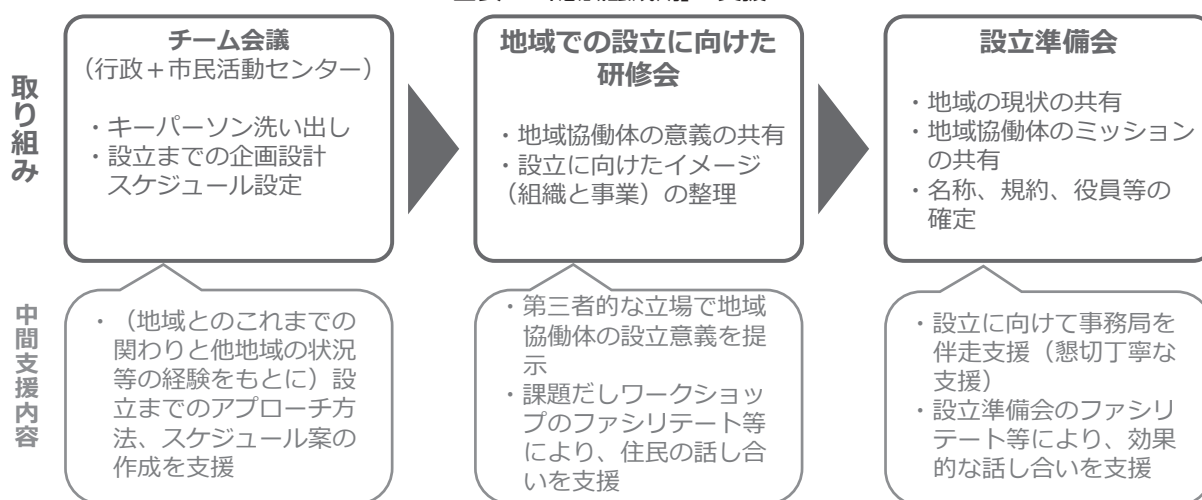 取り組み
チーム会議
（行政＋市民活動センター）
・キーパーソン洗い出し
・設立までの企画設計
スケジュール設定
地域での設立に向けた
研修会
・地域協働体の意義の共有
・設立に向けたイメージ
（組織と事業）の整理
設立準備会
・地域の現状の共有
・地域協働体のミッション
の共有
・名称、規約、役員等の
確定
中間支援内容
・（地域とのこれまでの
関わりと他地域の状況
等の経験をもとに）設
立までのアプローチ方
法、スケジュール案の
作成を支援
・第三者的な立場で地域
協働体の設立意義を提
示
・課題だしワークショッ
プのファシリテート等
により、住民の話し合
いを支援
・設立に向けて事務局を
伴走支援（懇切丁寧な
支援）
・設立準備会のファシリ
テート等により、効果
的な話し合いを支援